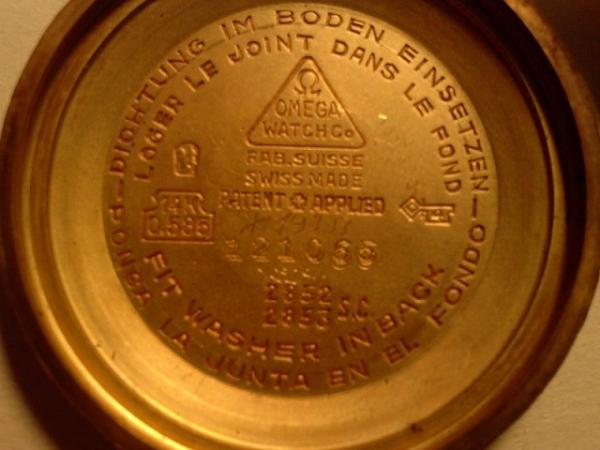 DICHTUNG IM BODEN EINSETZEN
LOGER LE JOINT DANS LE FOND
Ω
OMEGA
WATCH Co
FAB. SUISSE
SWISS MADE
PATENT + APPLIED
14K
0,585
2852
2853 S.C.
FIT WASHER IN BACK
PONGA LA JUNTA EN EL FONDO